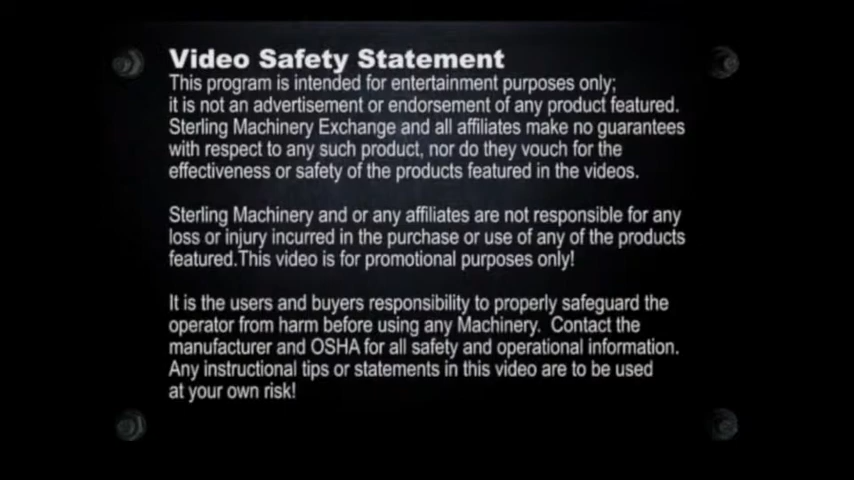 Video Safety Statement
This program is intended for entertainment purposes only;
it is not an advertisement or endorsement of any product featured.
Sterling Machinery Exchange and all affiliates make no guarantees
with respect to any such product, nor do they vouch for the
effectiveness or safety of the products featured in the videos.
Sterling Machinery and or any affiliates are not responsible for any
loss or injury incurred in the purchase or use of any of the products
featured.This video is for promotional purposes only!
It is the users and buyers responsibility to properly safeguard the
operator from harm before using any Machinery.  Contact the
manufacturer and OSHA for all safety and operational information.
Any instructional tips or statements in this video are to be used
at your own risk!